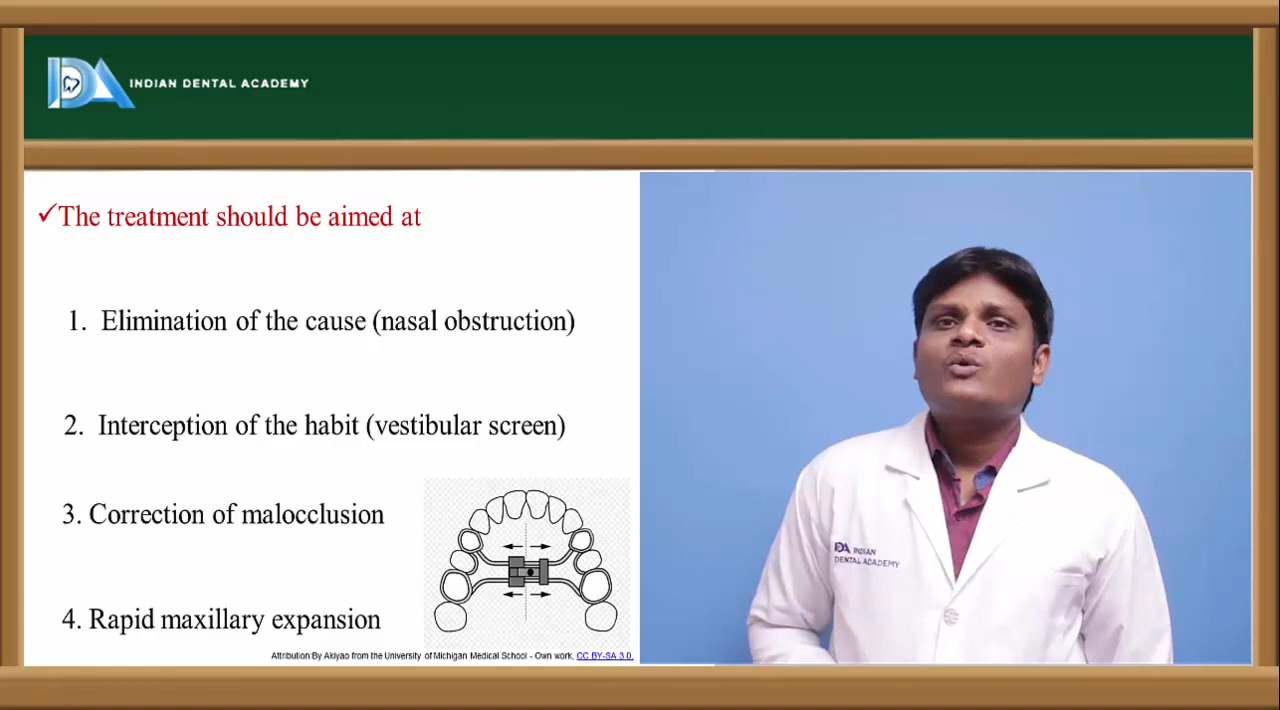 IDA INDIAN DENTAL ACADEMY
✓The treatment should be aimed at
1. Elimination of the cause (nasal obstruction)
2. Interception of the habit (vestibular screen)
3. Correction of malocclusion
4. Rapid maxillary expansion
Attribution:By Akiyao from the University of Michigan Medical School - Own work, CC BY-SA 3.0,
IDA INDIAN
DENTAL ACADEMY